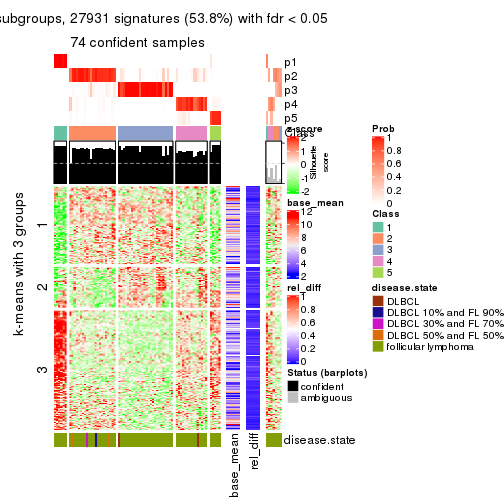 subgroups, 27931 signatures (53.8%) with fdr < 0.05
74 confident samples
p1
p2
p3
p4
p5
Class
z-score
2
1
0
-1
-2
Silhouette score
base_mean
12
10
8
6
4
2
rel_diff
1
0.8
0.6
0.4
0.2
0
Status (barplots)
confident
ambiguous
Prob
1
0.8
0.6
0.4
0.2
0
Class
1
2
3
4
5
disease.state
DLBCL
DLBCL 10% and FL 90%
DLBCL 30% and FL 70%
DLBCL 50% and FL 50%
follicular lymphoma
k-means with 3 groups
1
2
3
disease.state
base_mean
rel_diff